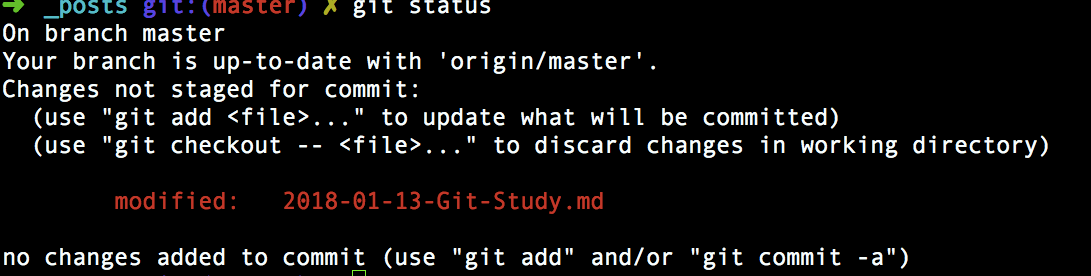 ➜ _posts git:(master) ✗ git status
On branch master
Your branch is up-to-date with 'origin/master'.
Changes not staged for commit:
(use "git add <file>..." to update what will be committed)
(use "git checkout -- <file>..." to discard changes in working directory)
modified: 2018-01-13-Git-Study.md
no changes added to commit (use "git add" and/or "git commit -a")